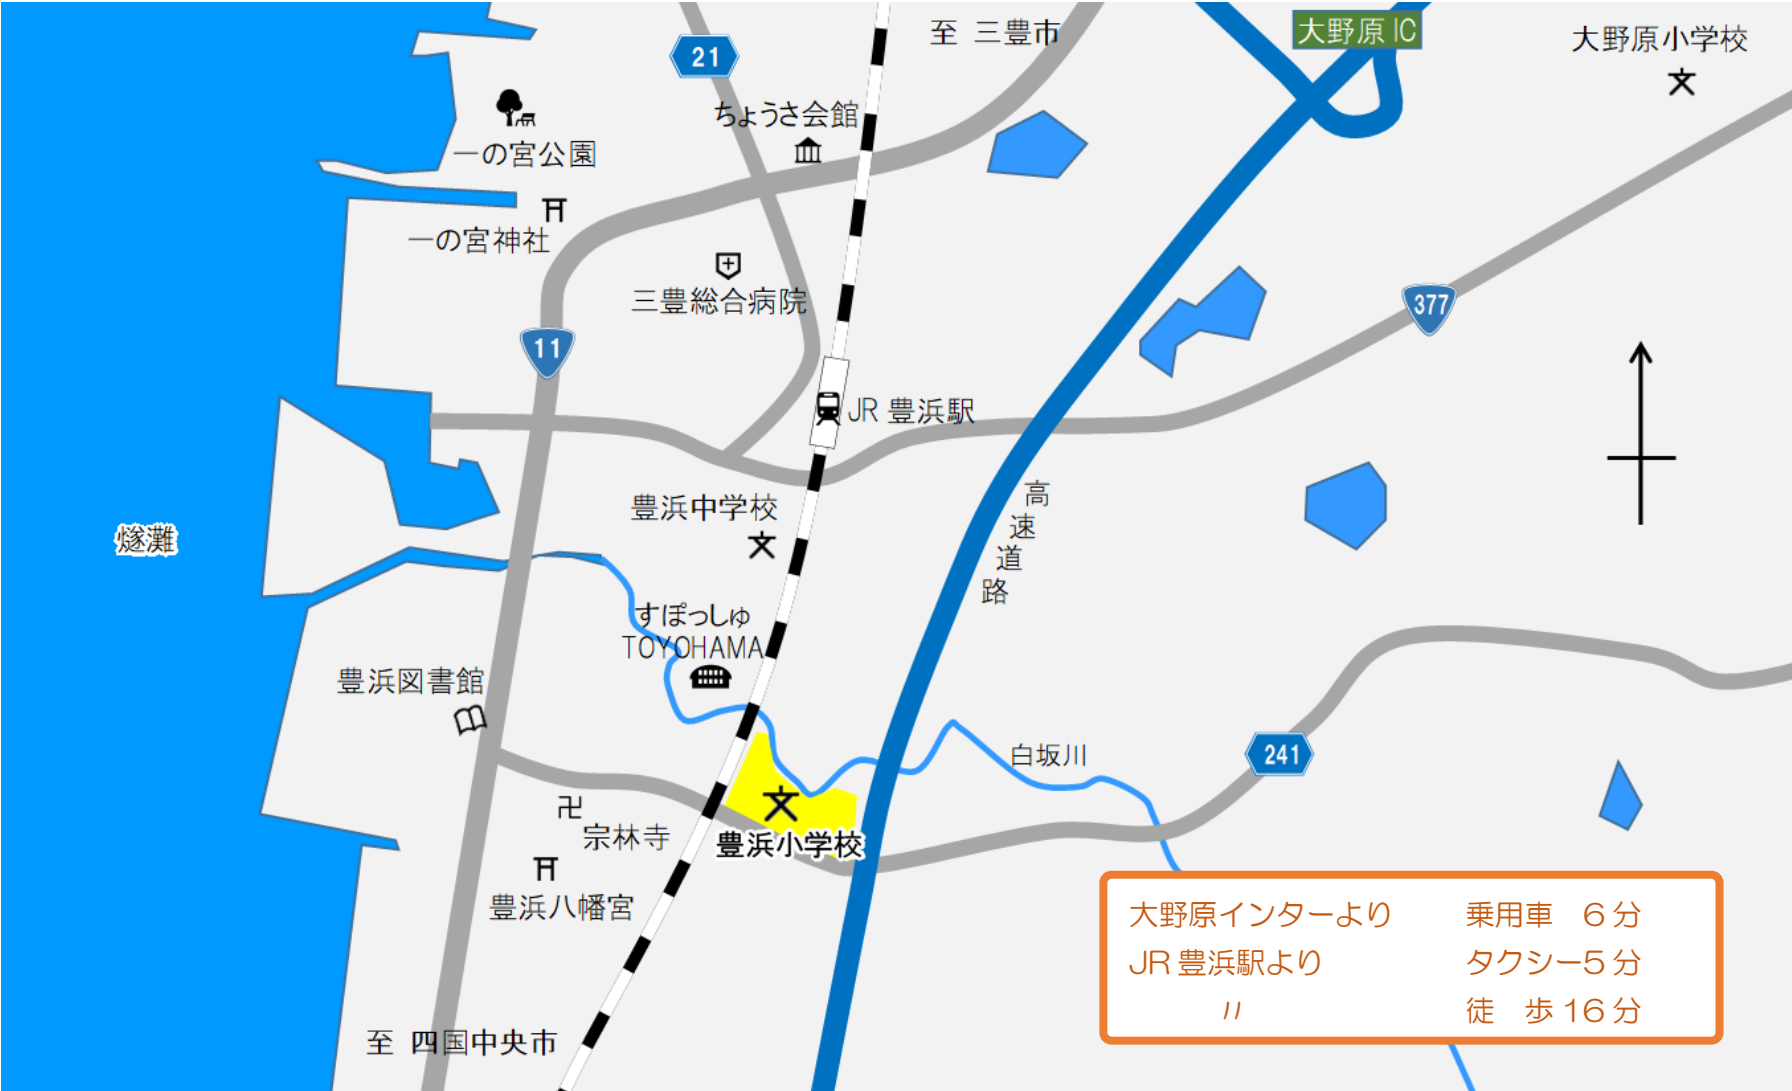 至 三豊市
大野原 IC
大野原小学校
21
ちょうさ会館
一の宮公園
一の宮神社
三豊総合病院
377
11
JR 豊浜駅
高速道路
豊浜中学校
燧灘
すぽっしゅ
TOYOHAMA
豊浜図書館
白坂川
241
宗林寺
豊浜小学校
豊浜八幡宮
大野原インターより 乗用車 6分
JR 豊浜駅より タクシー5分
〃 徒 歩 16分
至 四国中央市